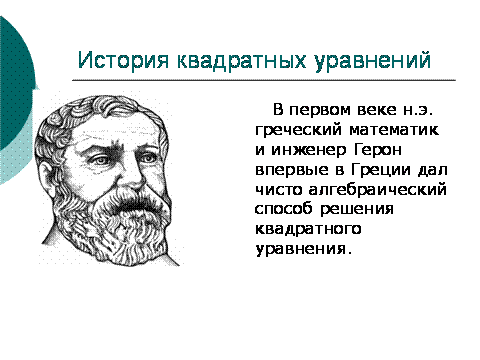 История квадратных уравнений
В первом веке н.э.
греческий математик
и инженер Герон
впервые в Греции дал
чисто алгебраический
способ решения
квадратного
уравнения.